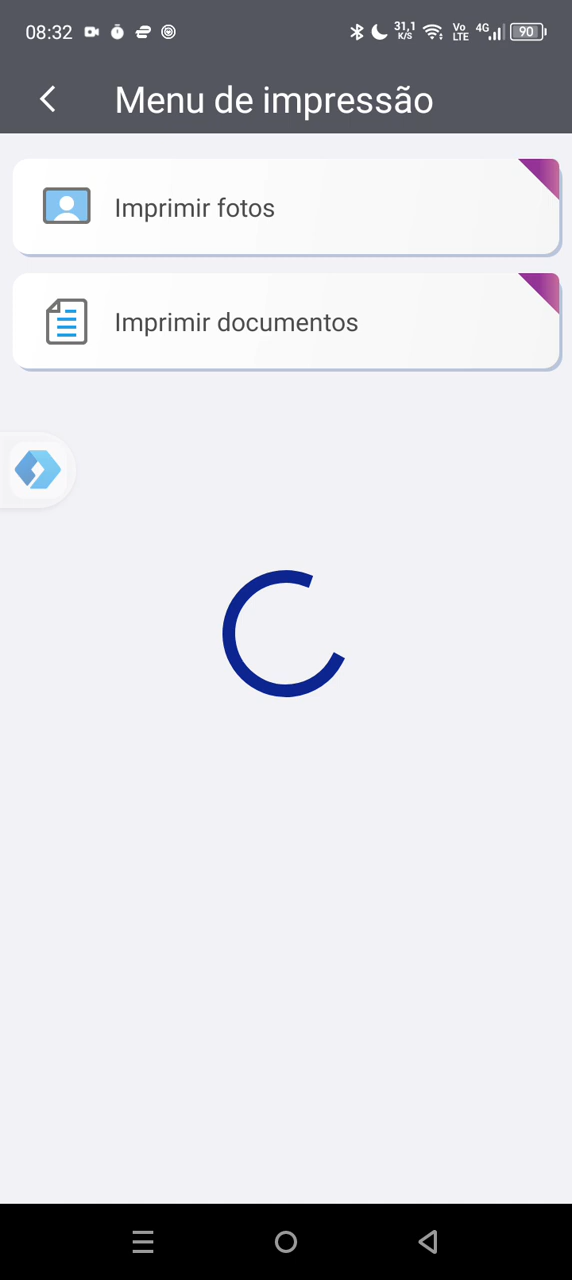 08:32
31,1
K/S
Vo
LTE
4G
90
Menu de impressão
Imprimir fotos
Imprimir documentos